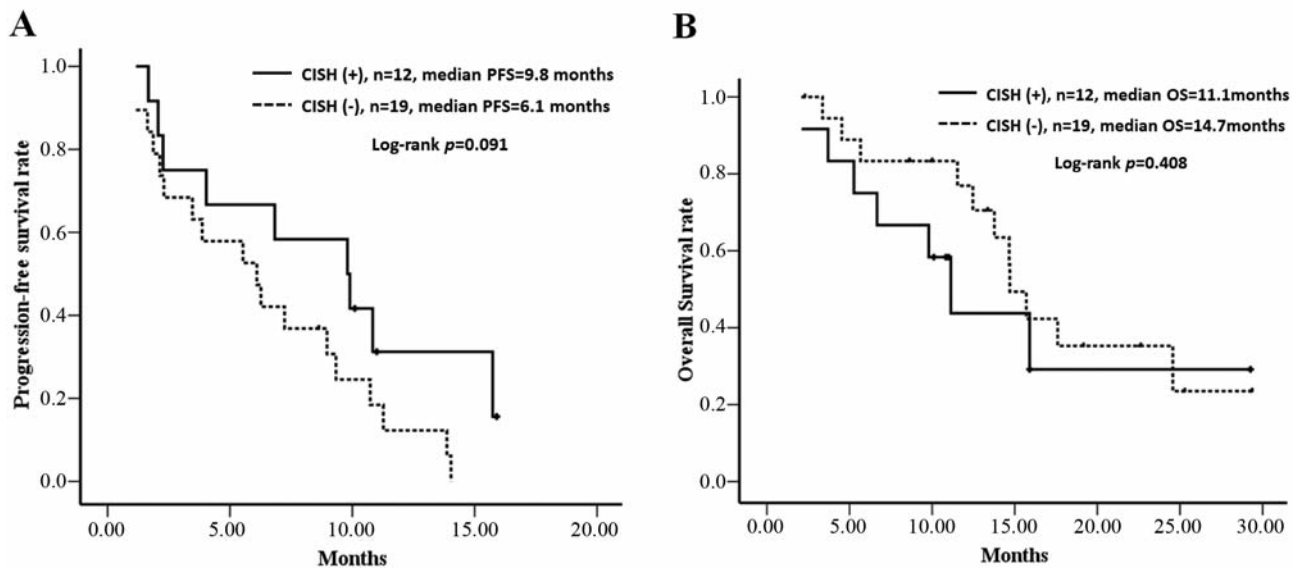 A
CISH (+), n=12, median PFS=9.8 months
CISH (-), n=19, median PFS=6.1 months
Log-rank p=0.091
Progression-free survival rate
1.0
0.8
0.6
0.4
0.2
0.0
0.00 5.00 10.00 15.00 20.00
Months
B
CISH (+), n=12, median OS=11.1months
CISH (-), n=19, median OS=14.7months
Log-rank p=0.408
Overall Survival rate
1.0
0.8
0.6
0.4
0.2
0.0
0.00 5.00 10.00 15.00 20.00 25.00 30.00
Months